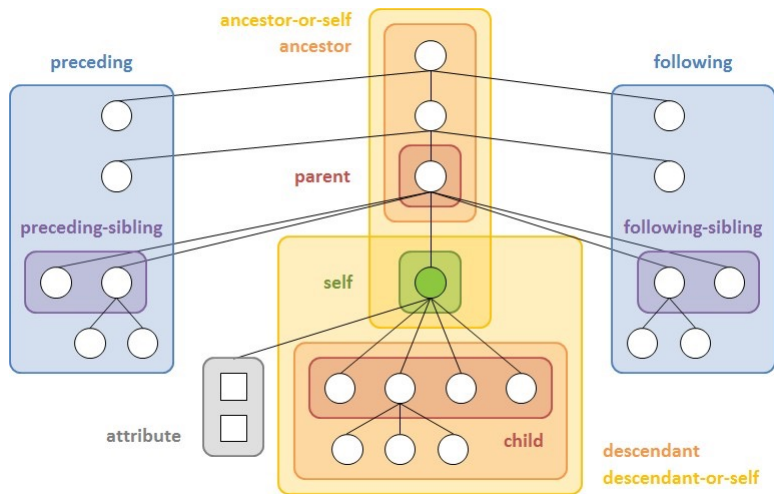 ancestor-or-self
ancestor
preceding
following
parent
preceding-sibling
following-sibling
self
attribute
child
descendant
descendant-or-self